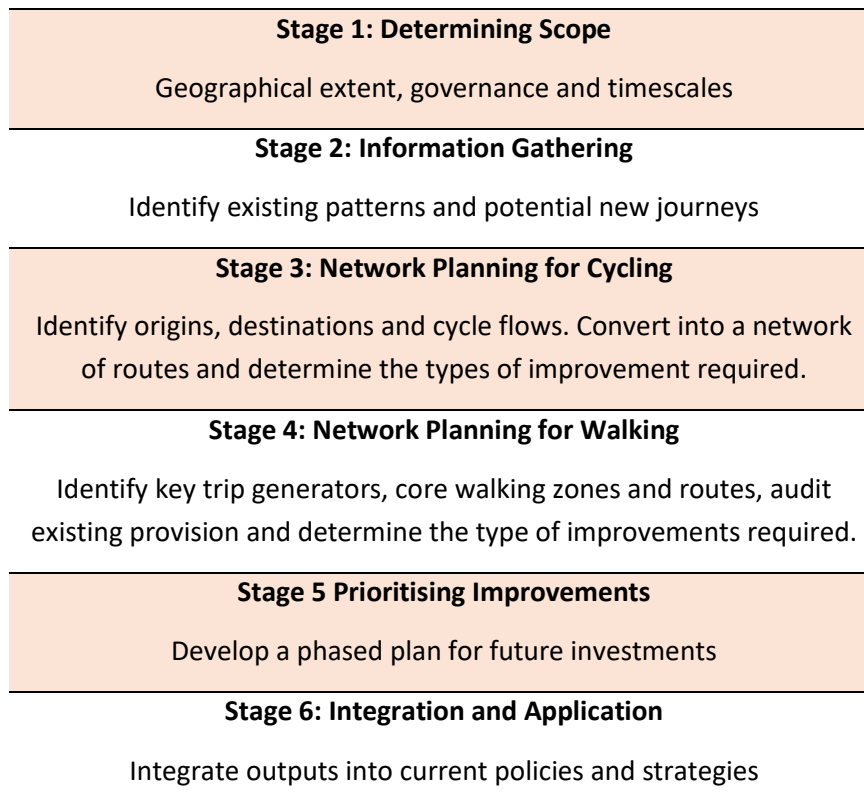 Stage 1: Determining Scope
Geographical extent, governance and timescales
Stage 2: Information Gathering
Identify existing patterns and potential new journeys
Stage 3: Network Planning for Cycling
Identify origins, destinations and cycle flows. Convert into a network
of routes and determine the types of improvement required.
Stage 4: Network Planning for Walking
Identify key trip generators, core walking zones and routes, audit
existing provision and determine the type of improvements required.
Stage 5 Prioritising Improvements
Develop a phased plan for future investments
Stage 6: Integration and Application
Integrate outputs into current policies and strategies